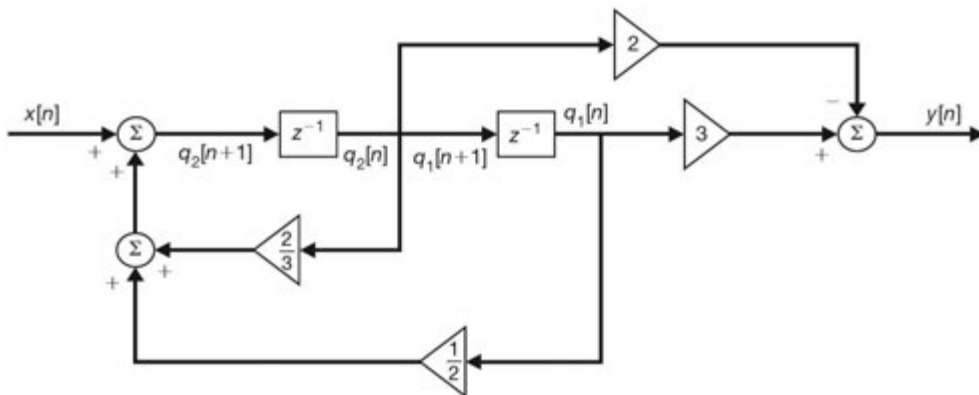 2
−
x[n]
Σ
z⁻¹
z⁻¹
q₁[n]
3
Σ
y[n]
+
q₂[n+1]
q₂[n]
q₁[n+1]
+
+
Σ
2/3
+
+
1/2